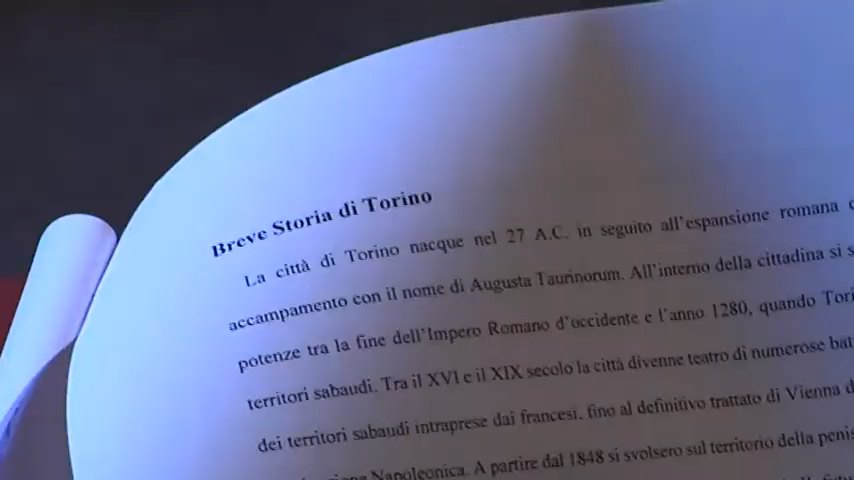 Breve Storia di Torino
La città di Torino nacque nel 27 A.C. in seguito all'espansione romana
accampamento con il nome di Augusta Taurinorum. All'interno della cittadina si
potenze tra la fine dell'Impero Romano d'occidente e l'anno 1280, quando
territori sabaudi. Tra il XVI e il XIX secolo la città divenne teatro di numerose
dei territori sabaudi intraprese dai francesi, fino al definitivo trattato di Vienna
Napoleonica. A partire dal 1848 si svolsero sul territorio della